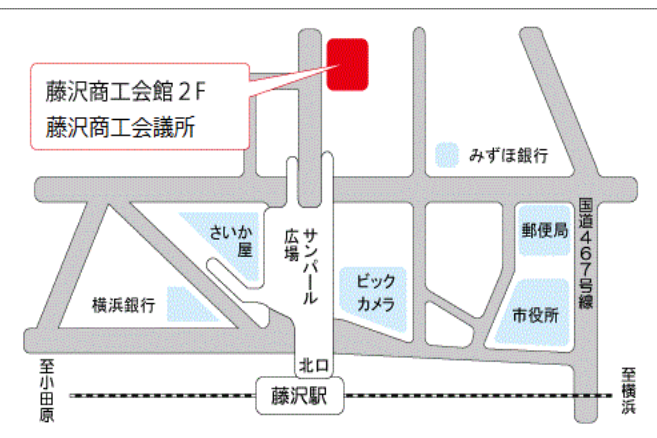 藤沢商工会館２F
藤沢商工会議所
みずほ銀行
さいか
屋
サンパール
広場
郵便局
国道４６７号線
ビック
カメラ
横浜銀行
市役所
北口
至小田原
藤沢駅
至横浜